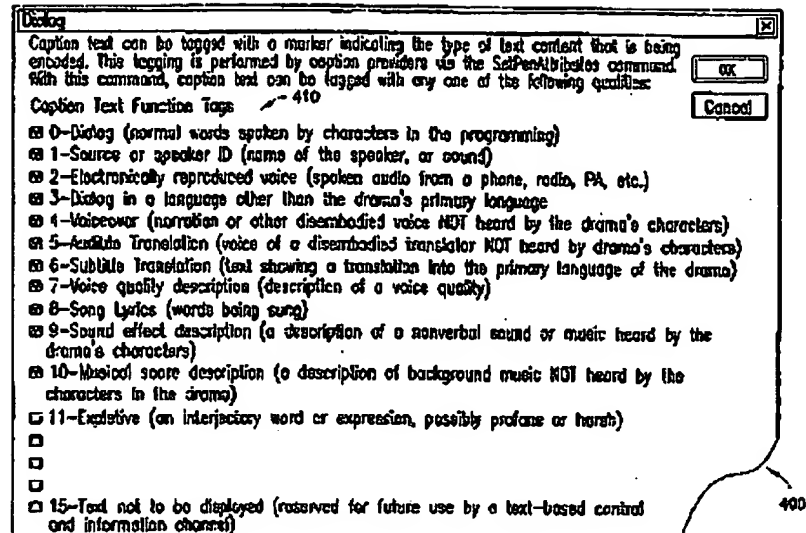 Dialog
Caption text can be tagged with a marker indicating the type of text content that is being
encoded. This tagging is performed by caption providers via the SetPenAttributes command.
With this command, caption text can be tagged with any one of the following qualities:
OK
Cancel
Caption Text Function Tags
410
0-Dialog (normal words spoken by characters in the programming)
1-Source or speaker ID (name of the speaker, or sound)
2-Electronically reproduced voice (spoken audio from a phone, radio, PA, etc.)
3-Dialog in a language other than the drama's primary language
4-Voiceover (narration or other disembodied voice NOT heard by the drama's characters)
5-Audible Translation (voice of a disembodied translator NOT heard by drama's characters)
6-Subtitle Translation (text showing a translation into the primary language of the drama)
7-Voice quality description (description of a voice quality)
8-Song Lyrics (words being sung)
9-Sound effect description (a description of a nonverbal sound or music heard by the
drama's characters)
10-Musical score description (a description of background music NOT heard by the
characters in the drama)
11-Expletive (an interjectory word or expression, possibly profane or harsh)
15-Text not to be displayed (reserved for future use by a text-based control
and information channel)
400